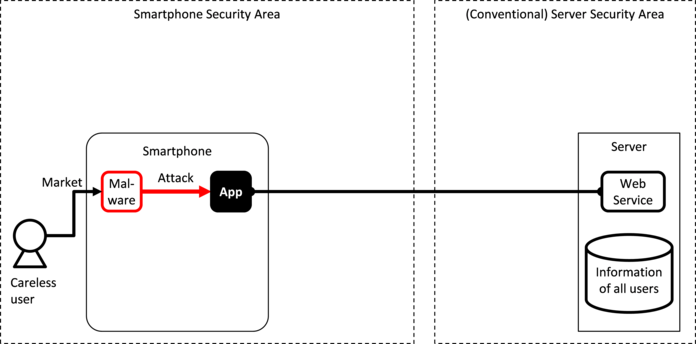 Smartphone Security Area
(Conventional) Server Security Area
Smartphone
Server
Market
Mal-
ware
Attack
App
Web
Service
Careless
user
Information
of all users